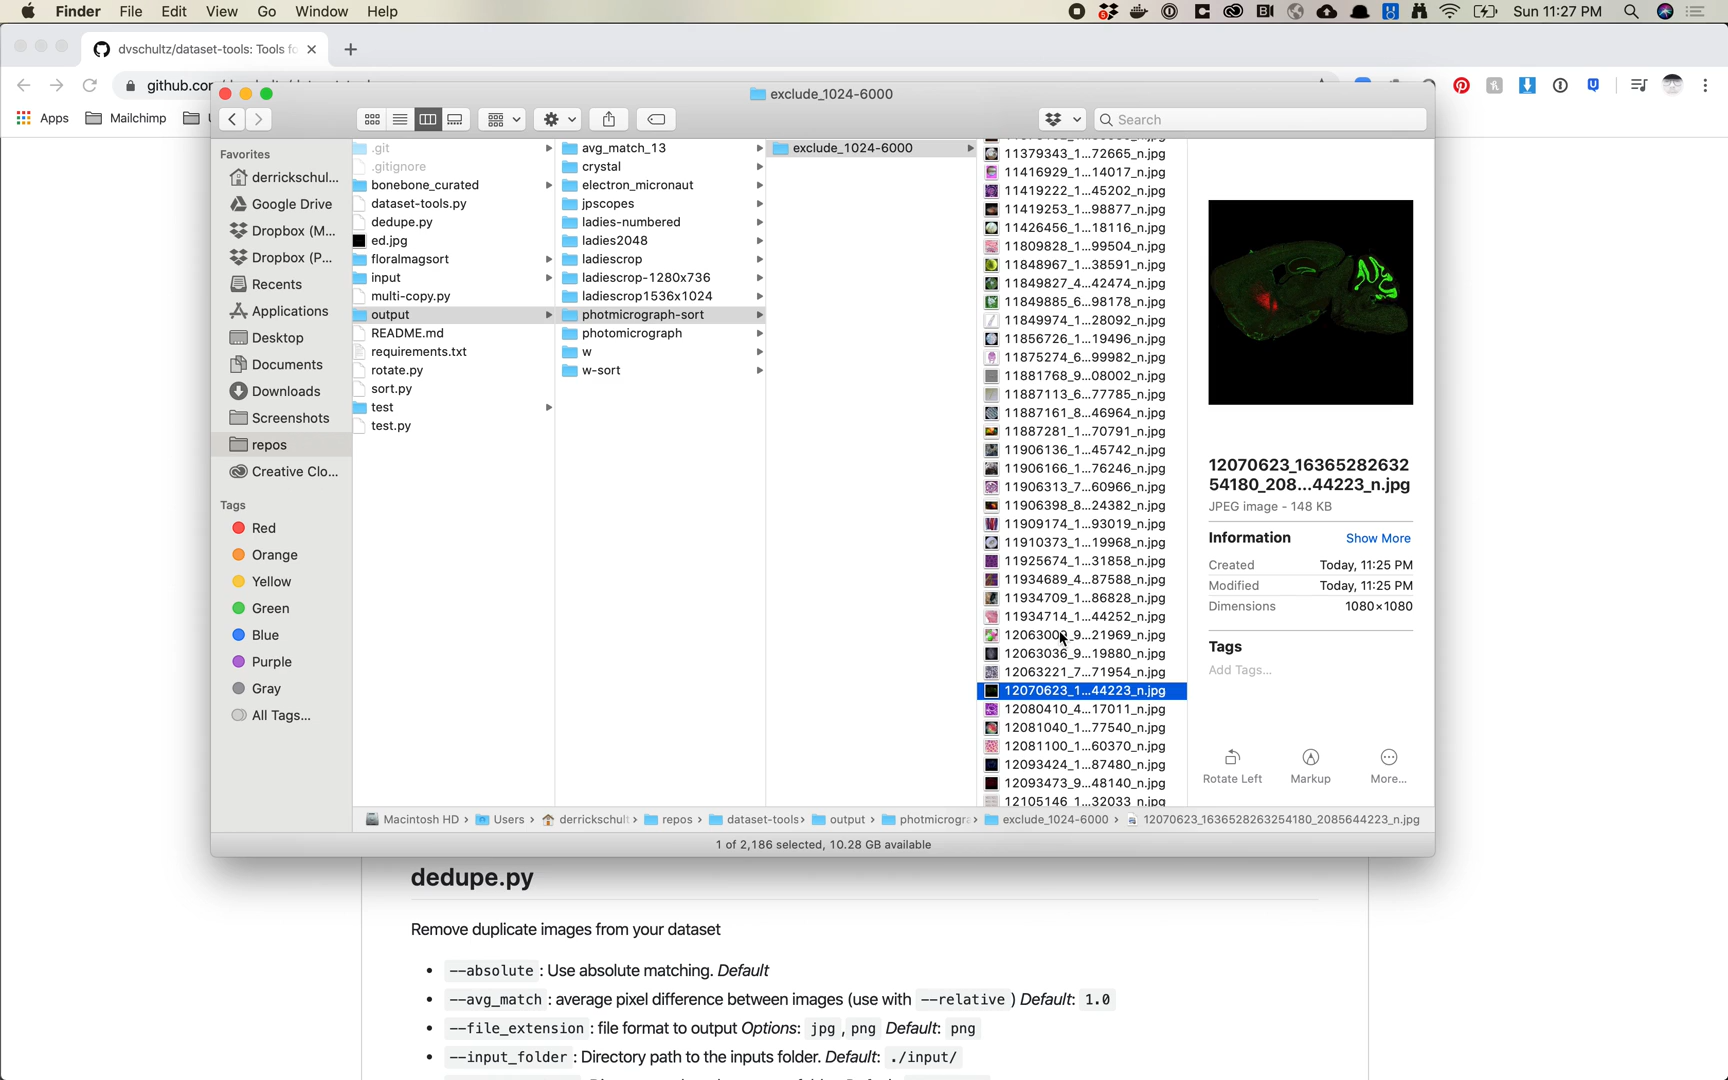 Finder File Edit View Go Window Help
Sun 11:27 PM
dvschultz/dataset-tools: Tools fo
github.com
Apps Mailchimp
exclude_1024-6000
Search
Favorites
derrickschul...
Google Drive
Dropbox (M...
Dropbox (P...
Recents
Applications
Desktop
Documents
Downloads
Screenshots
repos
Creative Clo...
Tags
Red
Orange
Yellow
Green
Blue
Purple
Gray
All Tags...
.git
.gitignore
bonebone_curated
dataset-tools.py
dedupe.py
ed.jpg
floralmagsort
input
multi-copy.py
output
README.md
requirements.txt
rotate.py
sort.py
test
test.py
avg_match_13
crystal
electron_micronaut
jpscopes
ladies-numbered
ladies2048
ladiescrop
ladiescrop-1280x736
ladiescrop1536x1024
photmicrograph-sort
photomicrograph
w
w-sort
exclude_1024-6000
11379343_1...72665_n.jpg
11416929_1...14017_n.jpg
11419222_1...45202_n.jpg
11419253_1...98877_n.jpg
11426456_1...18116_n.jpg
11809828_1...99504_n.jpg
11848967_1...38591_n.jpg
11849827_4...42474_n.jpg
11849885_6...98178_n.jpg
11849974_1...28092_n.jpg
11856726_1...19496_n.jpg
11875274_6...99982_n.jpg
11881768_9...08002_n.jpg
11887113_6...77785_n.jpg
11887161_8...46964_n.jpg
11887281_1...70791_n.jpg
11906136_1...45742_n.jpg
11906166_1...76246_n.jpg
11906313_7...60966_n.jpg
11906398_8...24382_n.jpg
11909174_1...93019_n.jpg
11910373_1...19968_n.jpg
11925674_1...31858_n.jpg
11934689_4...87588_n.jpg
11934709_1...86828_n.jpg
11934714_1...44252_n.jpg
12063002_9...21969_n.jpg
12063036_9...19880_n.jpg
12063221_7...71954_n.jpg
12070623_1...44223_n.jpg
12080410_4...17011_n.jpg
12081040_1...77540_n.jpg
12081100_1...60370_n.jpg
12093424_1...87480_n.jpg
12093473_9...48140_n.jpg
12105146_1...32033_n.jpg
12070623_16365282632
54180_208...44223_n.jpg
JPEG image - 148 KB
Information Show More
Created Today, 11:25 PM
Modified Today, 11:25 PM
Dimensions 1080×1080
Tags
Add Tags...
Rotate Left Markup More...
Macintosh HD › Users › derrickschult › repos › dataset-tools › output › photmicrogra › exclude_1024-6000 › 12070623_1636528263254180_2085644223_n.jpg
1 of 2,186 selected, 10.28 GB available
dedupe.py
Remove duplicate images from your dataset
• --absolute : Use absolute matching. Default
• --avg_match : average pixel difference between images (use with --relative ) Default: 1.0
• --file_extension : file format to output Options: jpg , png Default: png
• --input_folder : Directory path to the inputs folder. Default: ./input/